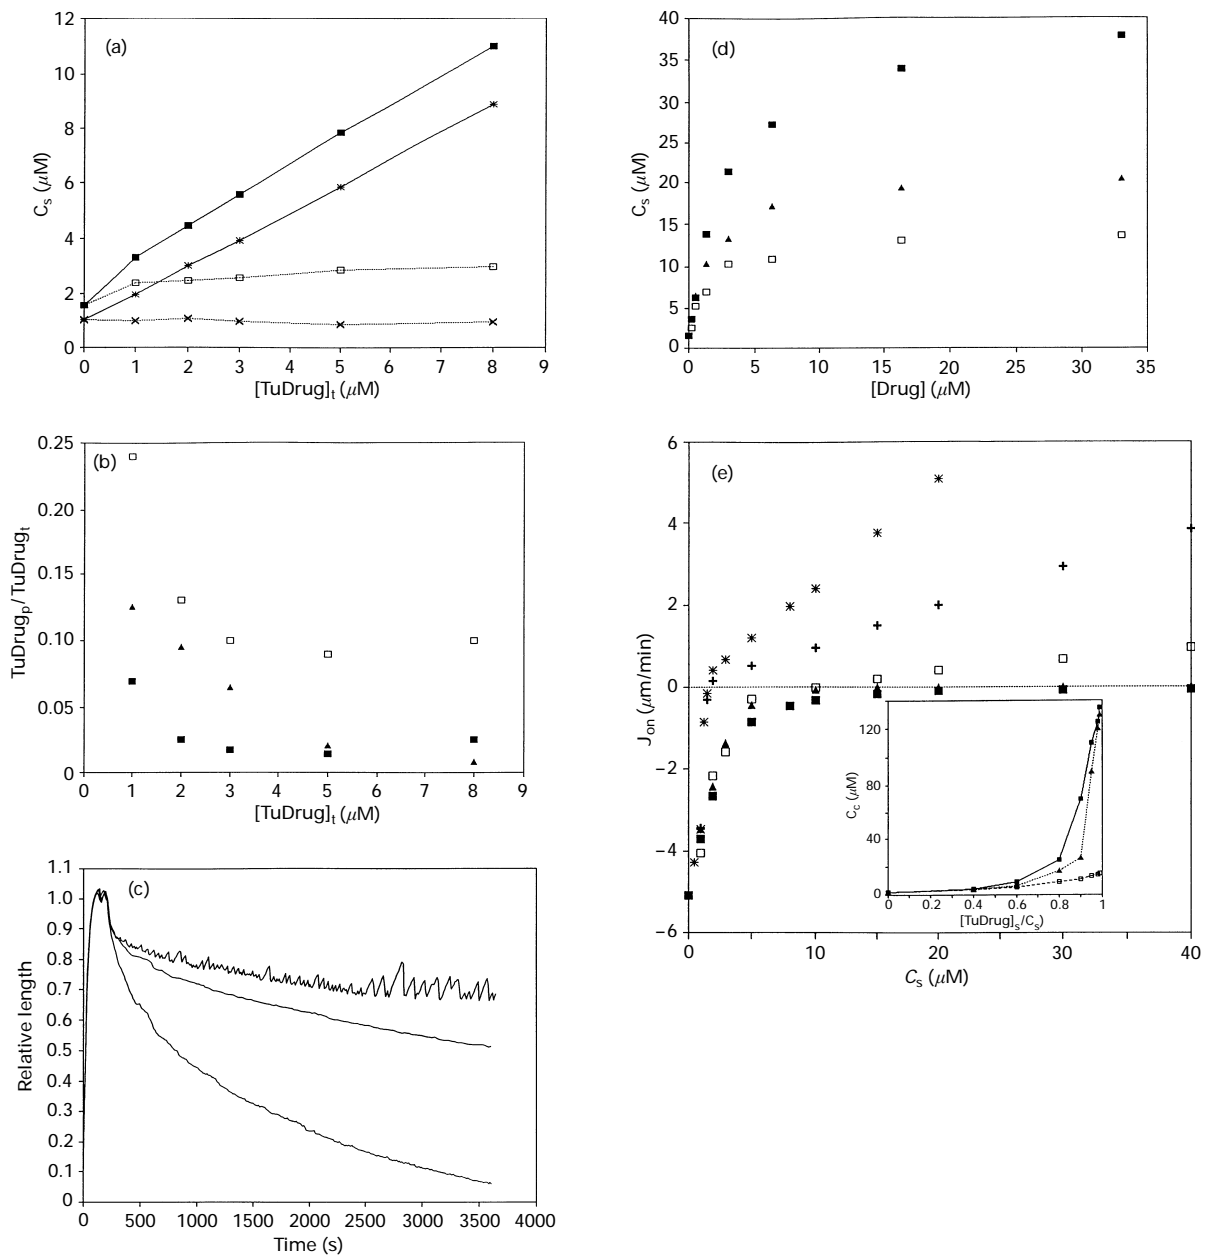 (a)
12
10
8
6
4
2
0
C_s (μM)
0 1 2 3 4 5 6 7 8 9
[TuDrug]_t (μM)
(d)
40
35
30
25
20
15
10
5
0
C_s (μM)
0 5 10 15 20 25 30 35
[Drug] (μM)
(b)
0.25
0.20
0.15
0.10
0.05
0
TuDrug_p/TuDrug_t
0 1 2 3 4 5 6 7 8 9
[TuDrug]_t (μM)
(e)
6
4
2
0
−2
−4
−6
J_on (μm/min)
0 5 10 15 20 30 40
C_s (μM)
120
80
40
0
C_c (μM)
0 0.2 0.4 0.6 0.8 1
[TuDrug]_s/C_s)
(c)
1.1
1.0
0.9
0.8
0.7
0.6
0.5
0.4
0.3
0.2
0.1
0
Relative length
0 500 1000 1500 2000 2500 3000 3500 4000
Time (s)